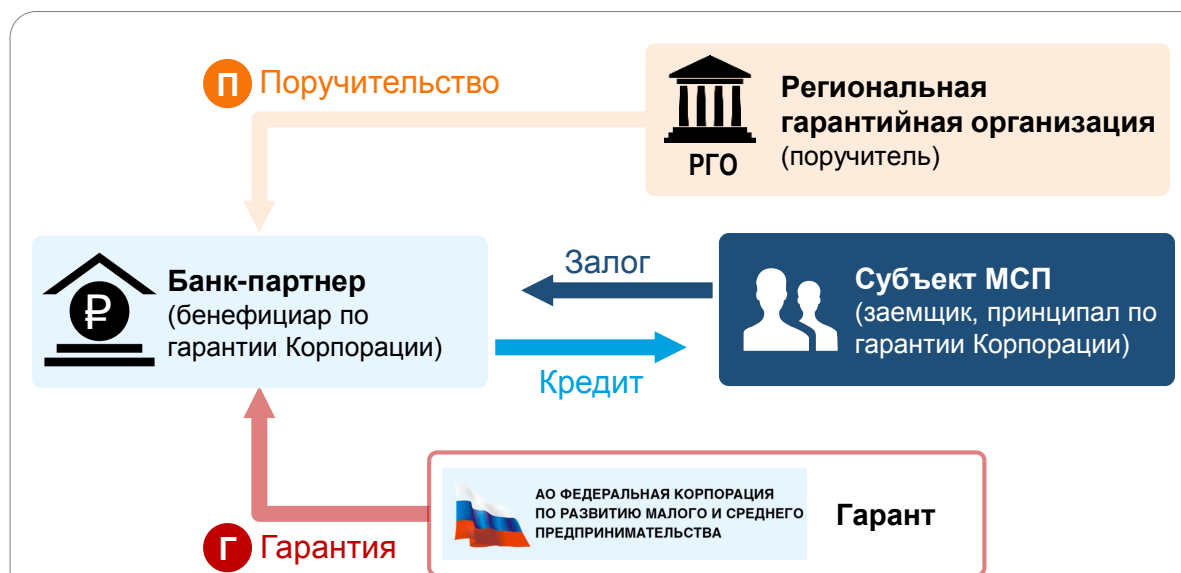 П Поручительство
Региональная
гарантийная организация
(поручитель)
РГО
Банк-партнер
(бенефициар по
гарантии Корпорации)
₽
Залог
Кредит
Субъект МСП
(заемщик, принципал по
гарантии Корпорации)
АО ФЕДЕРАЛЬНАЯ КОРПОРАЦИЯ
ПО РАЗВИТИЮ МАЛОГО И СРЕДНЕГО
ПРЕДПРИНИМАТЕЛЬСТВА
Гарант
Г Гарантия